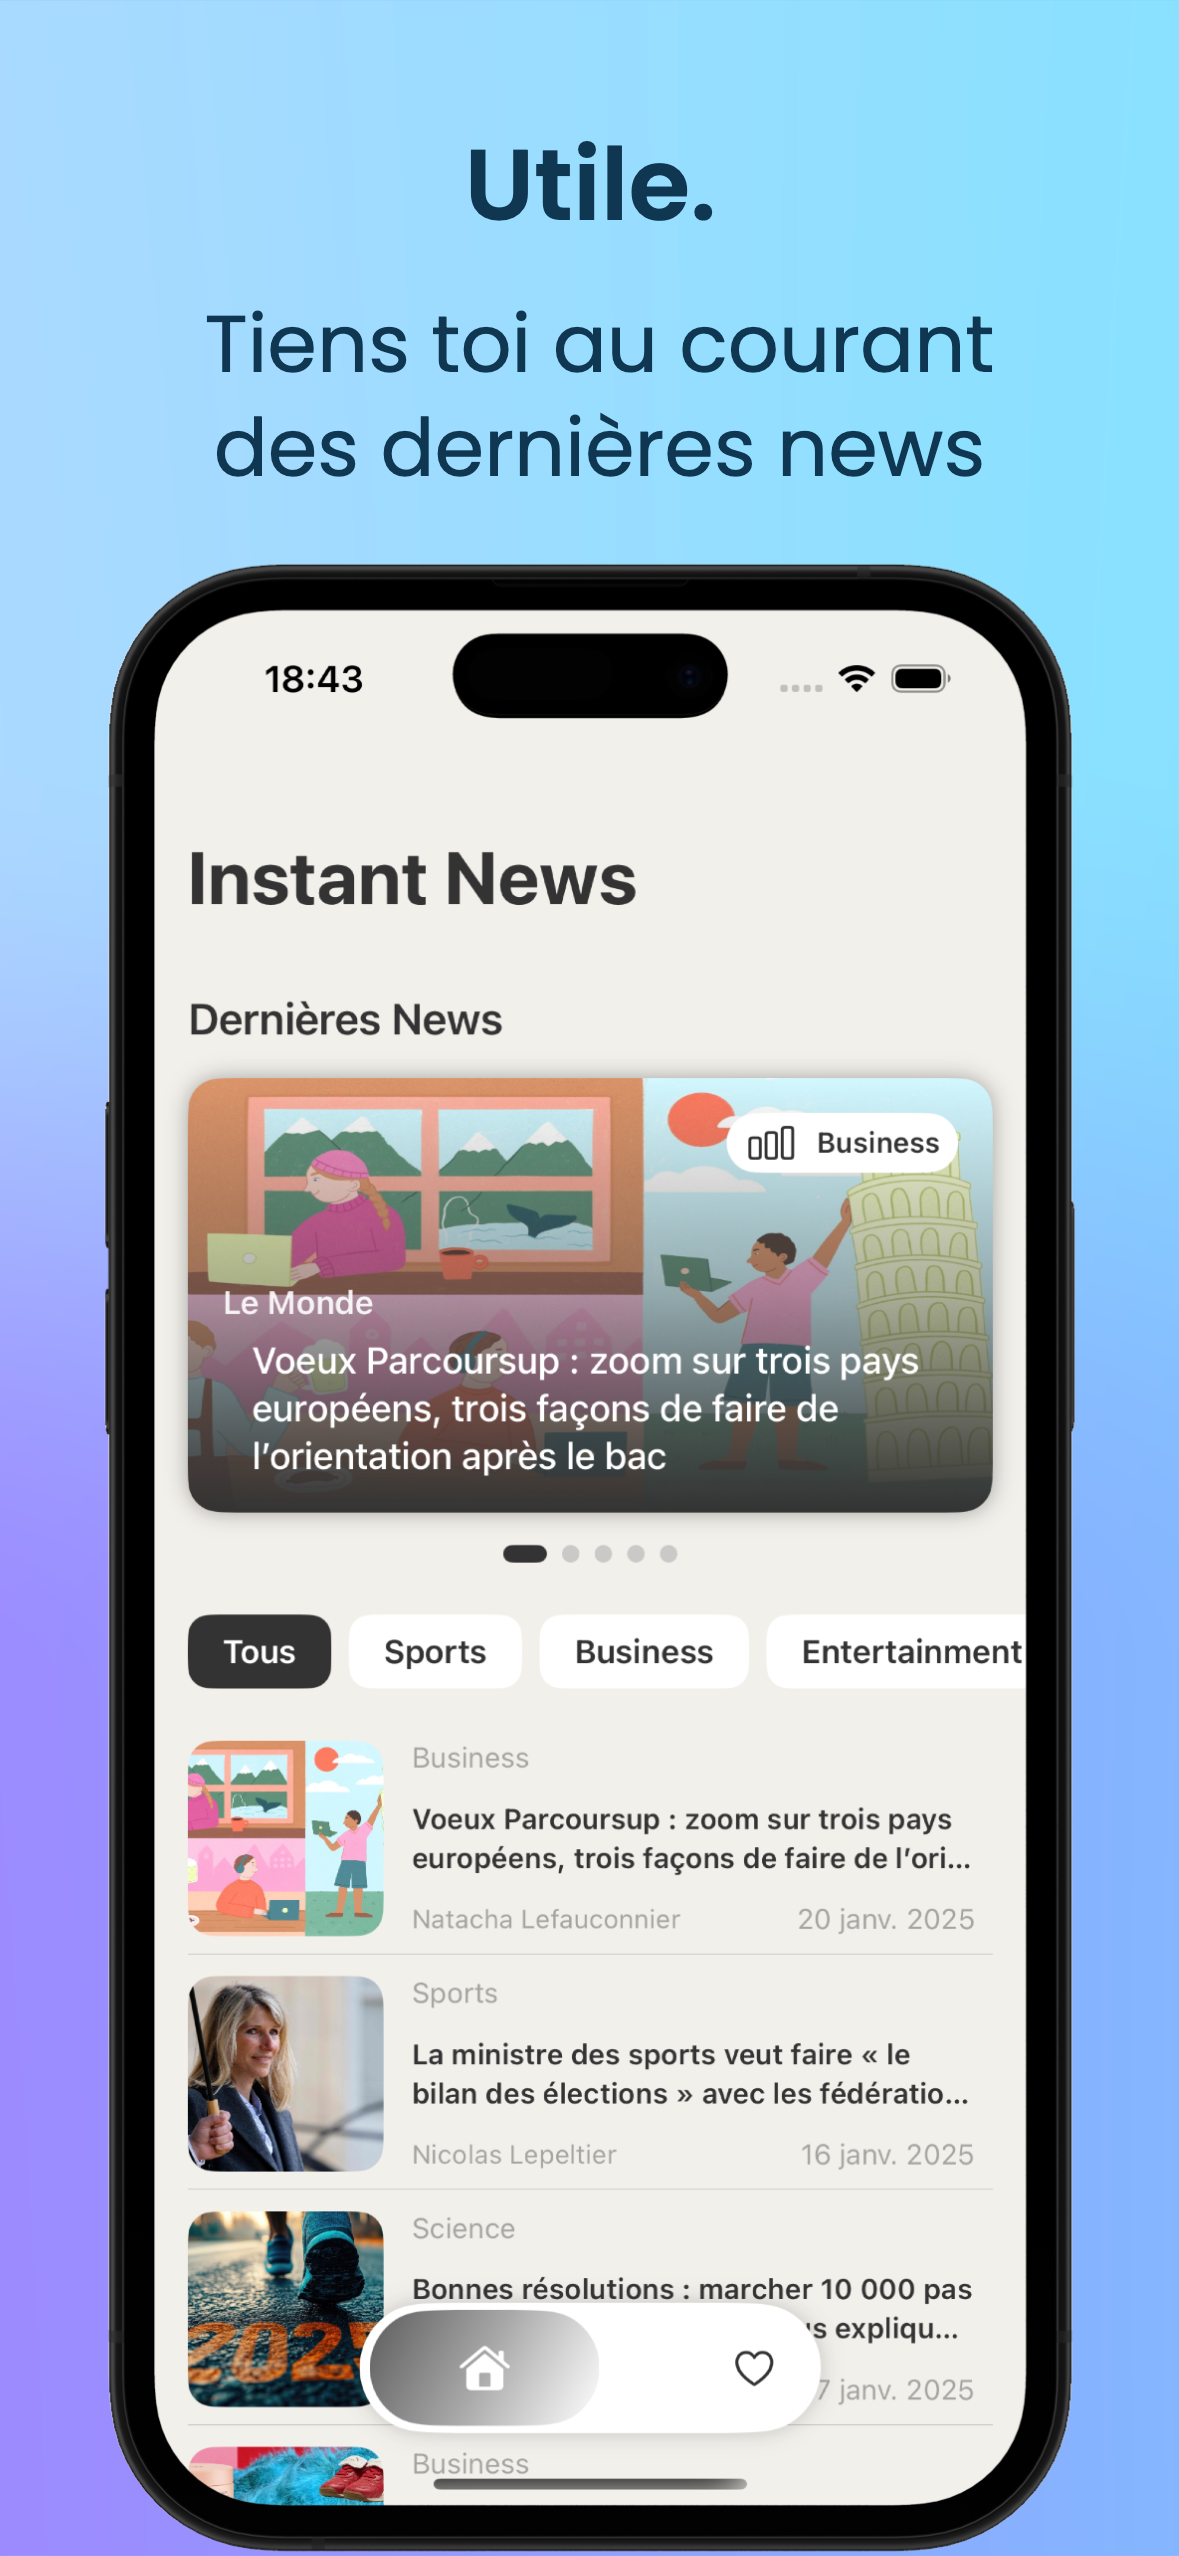 Utile.
Tiens toi au courant
des dernières news
18:43
Instant News
Dernières News
Business
Le Monde
Voeux Parcoursup : zoom sur trois pays
européens, trois façons de faire de
l'orientation après le bac
Tous
Sports
Business
Entertainment
Business
Voeux Parcoursup : zoom sur trois pays
européens, trois façons de faire de l'ori...
Natacha Lefauconnier
20 janv. 2025
Sports
La ministre des sports veut faire « le
bilan des élections » avec les fédératio...
Nicolas Lepeltier
16 janv. 2025
Science
Bonnes résolutions : marcher 10 000 pas
expliqu...
2025
7 janv. 2025
Business